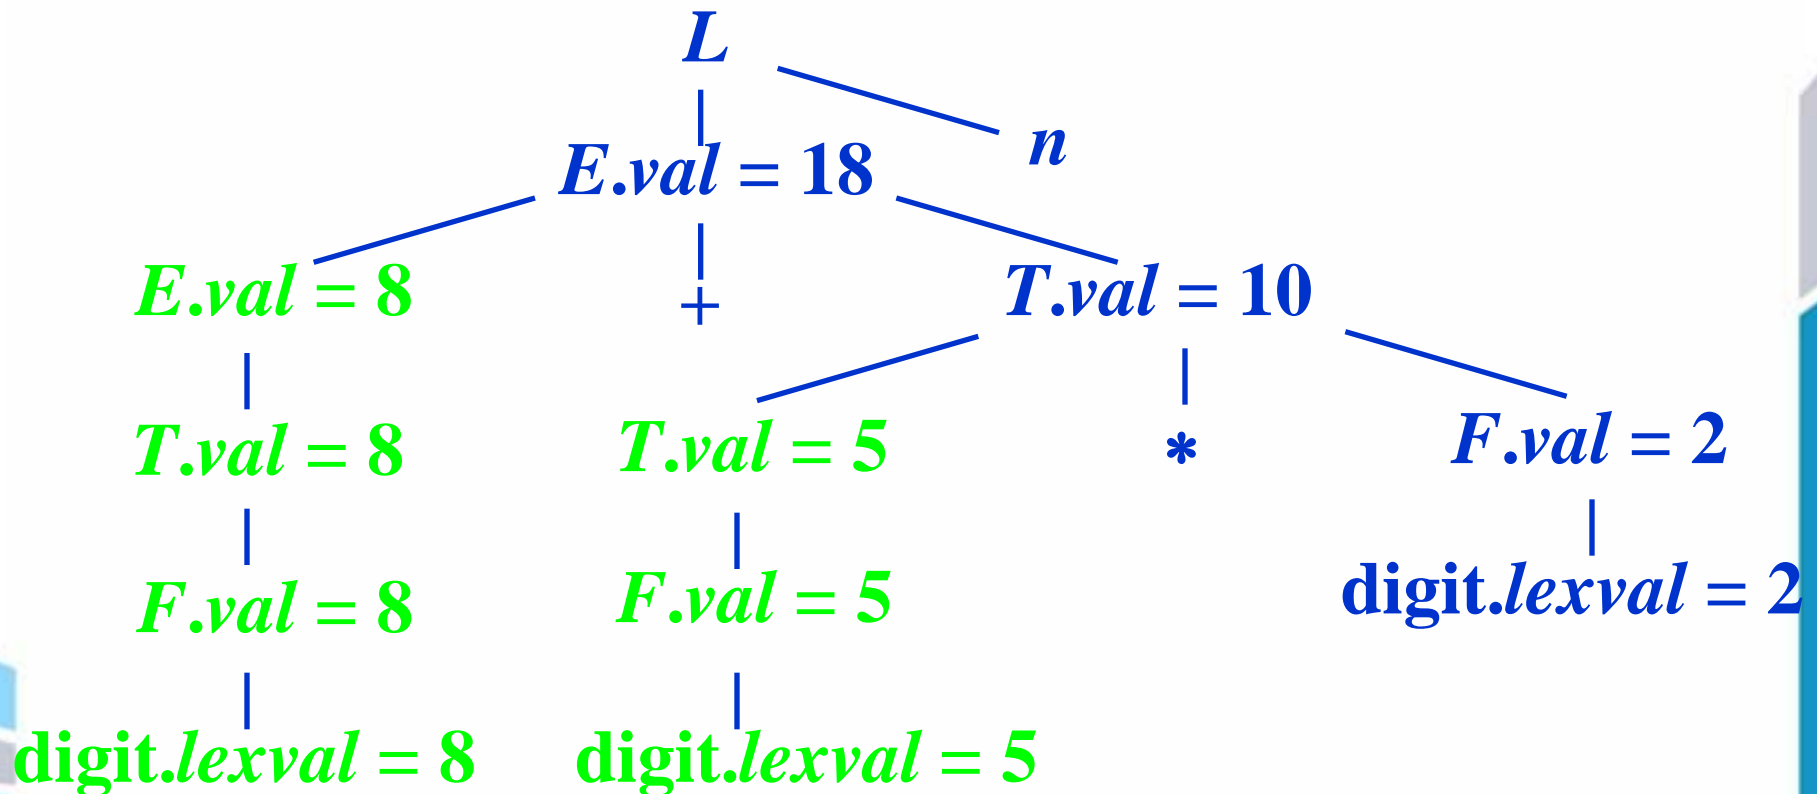 L
n
E.val = 18
E.val = 8 + T.val = 10
T.val = 8 T.val = 5 * F.val = 2
F.val = 8 F.val = 5 digit.lexval = 2
digit.lexval = 8 digit.lexval = 5